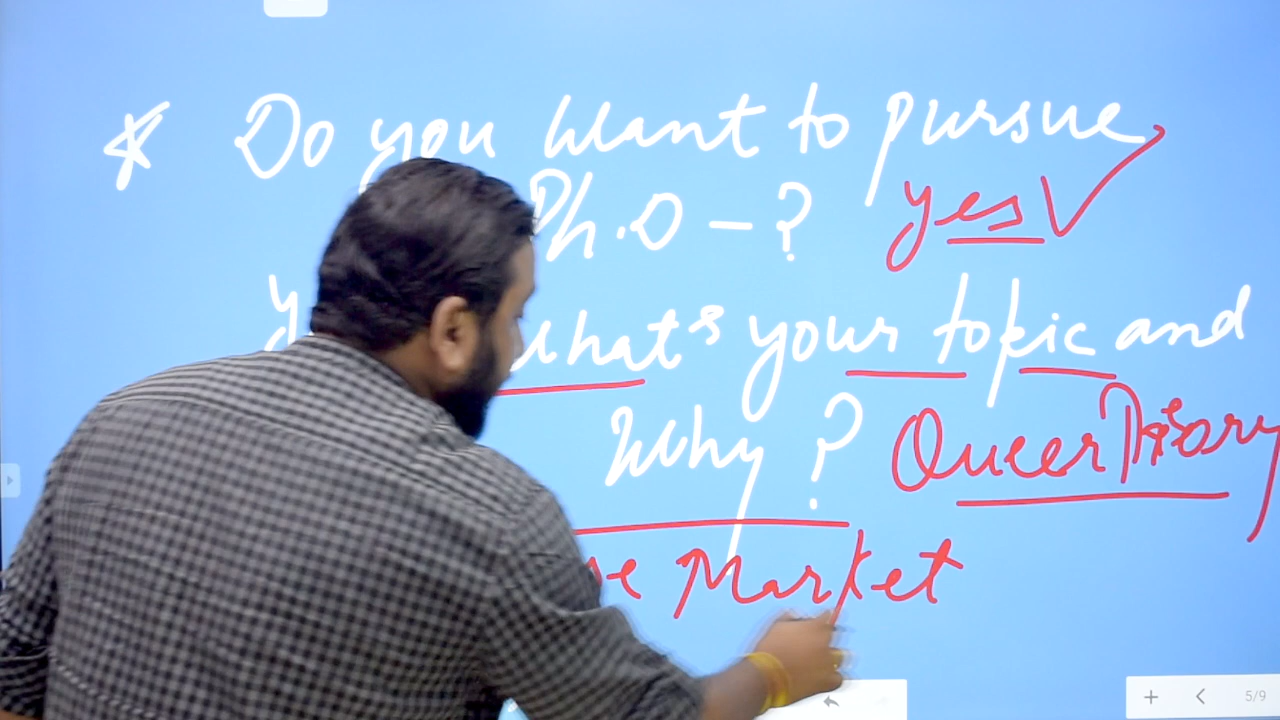 * Do you Want to pursue
Ph.D - ? yes ✓
what's your topic and
Why ? Queer Theory
Market
5/9